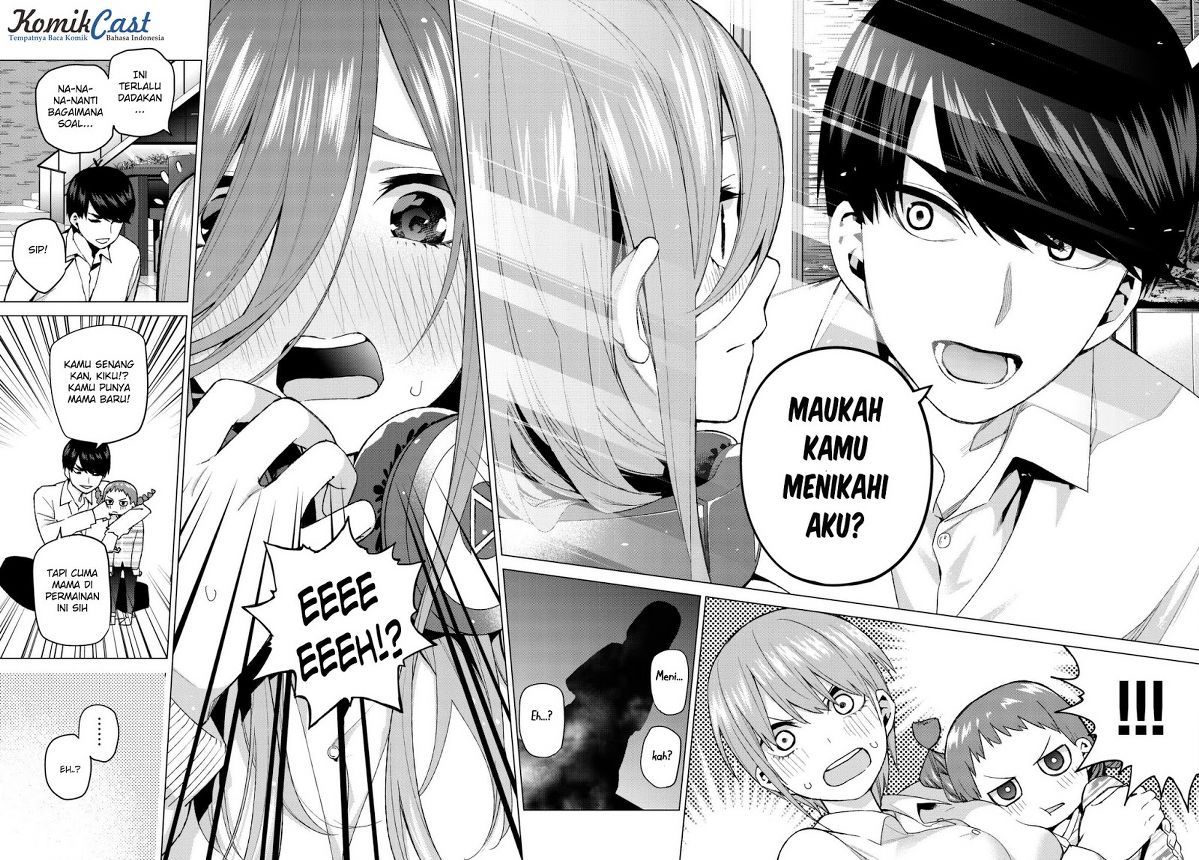 KomikCast
Tempatnya Baca Komik Bahasa Indonesia
MAUKAH
KAMU
MENIKAHI
AKU?
!!!
Meni...
kah?
Eh...?
EEEE
EEEH!?
INI
TERLALU
DADAKAN
...
NA-NA-
NA-NANTI
BAGAIMANA
SOAL...
SIP!
KAMU SENANG
KAN, KIKU!?
KAMU PUNYA
MAMA BARU!
TAPI CUMA
MAMA DI
PERMAINAN
INI SIH
......
EH..?